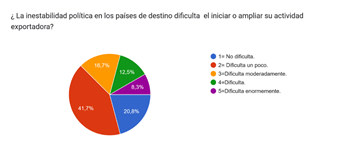 ¿ La inestabilidad política en los países de destino dificulta el iniciar o ampliar su actividad
exportadora?
1= No dificulta.
2= Dificulta un poco.
3=Dificulta moderadamente.
4=Dificulta.
5=Dificulta enormemente.
16,7%
12,5%
8,3%
41,7%
20,8%